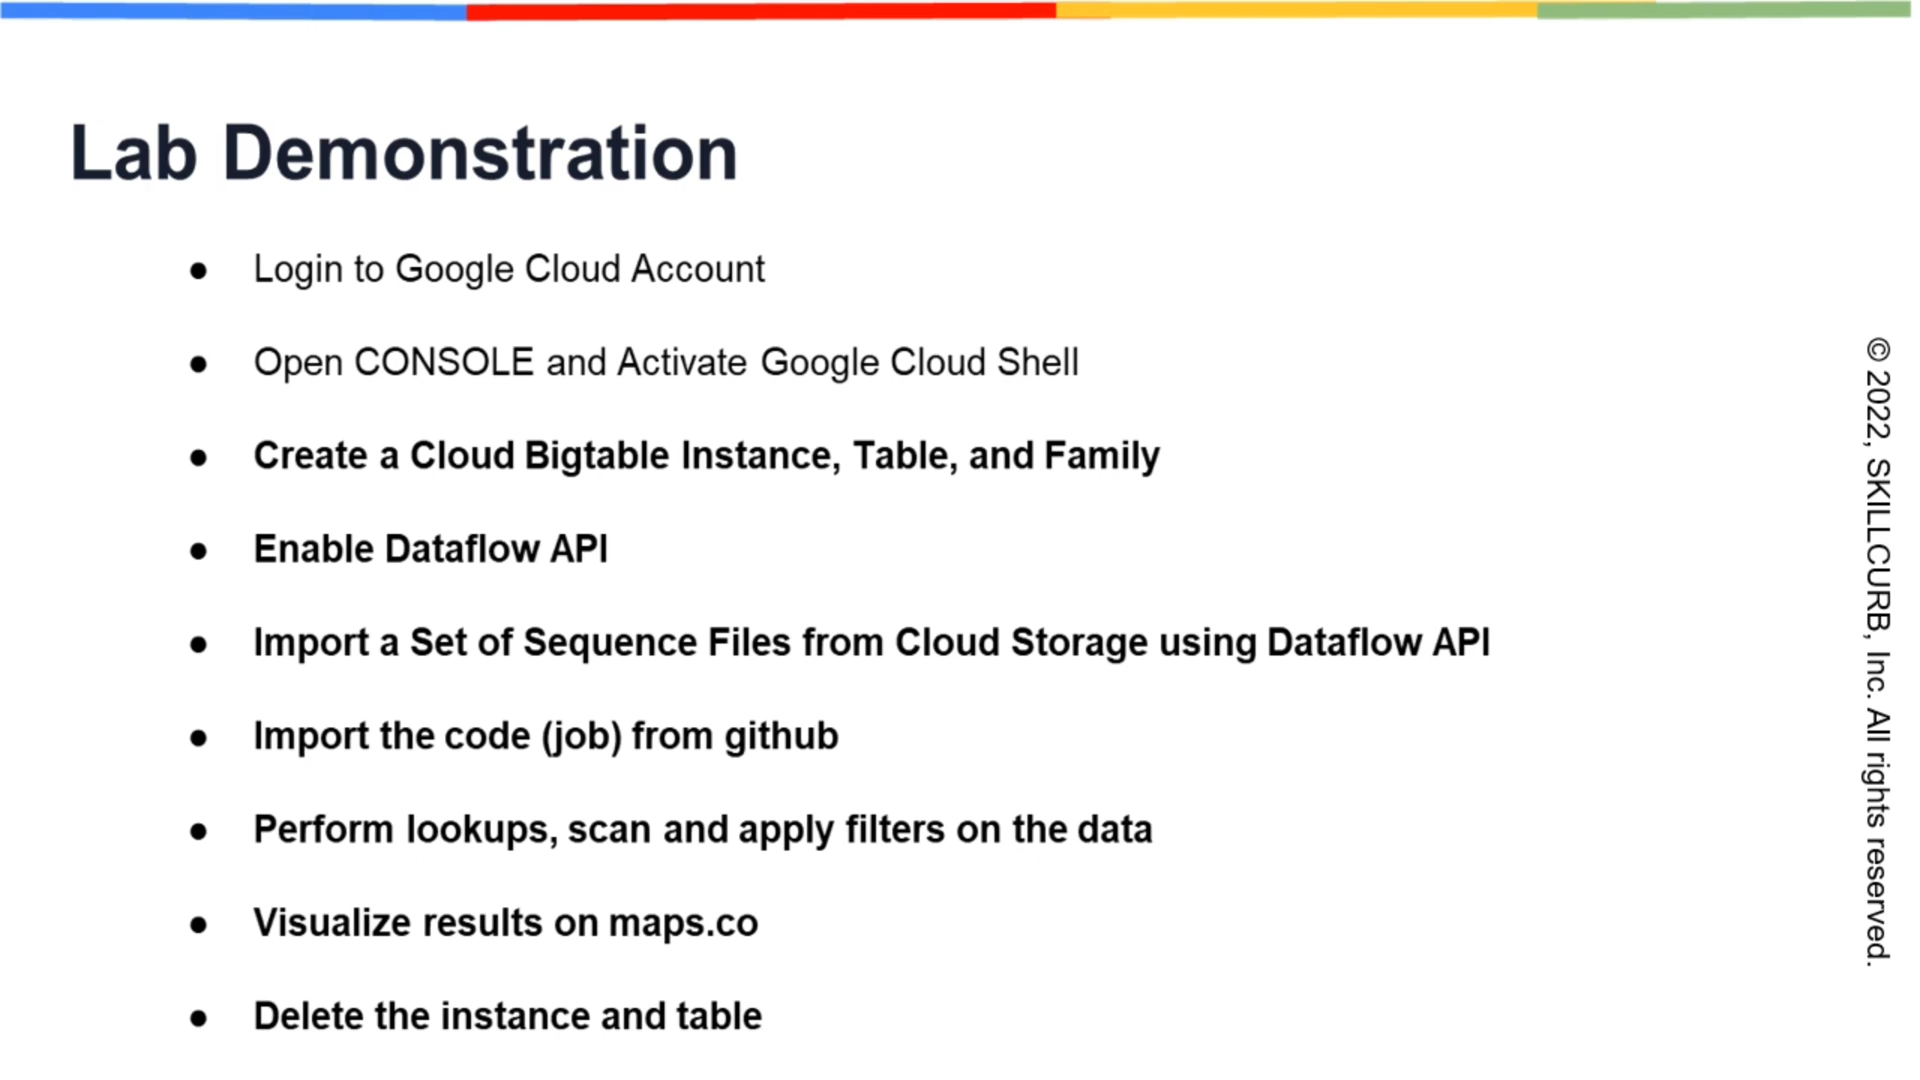 Lab Demonstration
● Login to Google Cloud Account
● Open CONSOLE and Activate Google Cloud Shell
● Create a Cloud Bigtable Instance, Table, and Family
● Enable Dataflow API
● Import a Set of Sequence Files from Cloud Storage using Dataflow API
● Import the code (job) from github
● Perform lookups, scan and apply filters on the data
● Visualize results on maps.co
● Delete the instance and table
© 2022, SKILLCURB, Inc. All rights reserved.